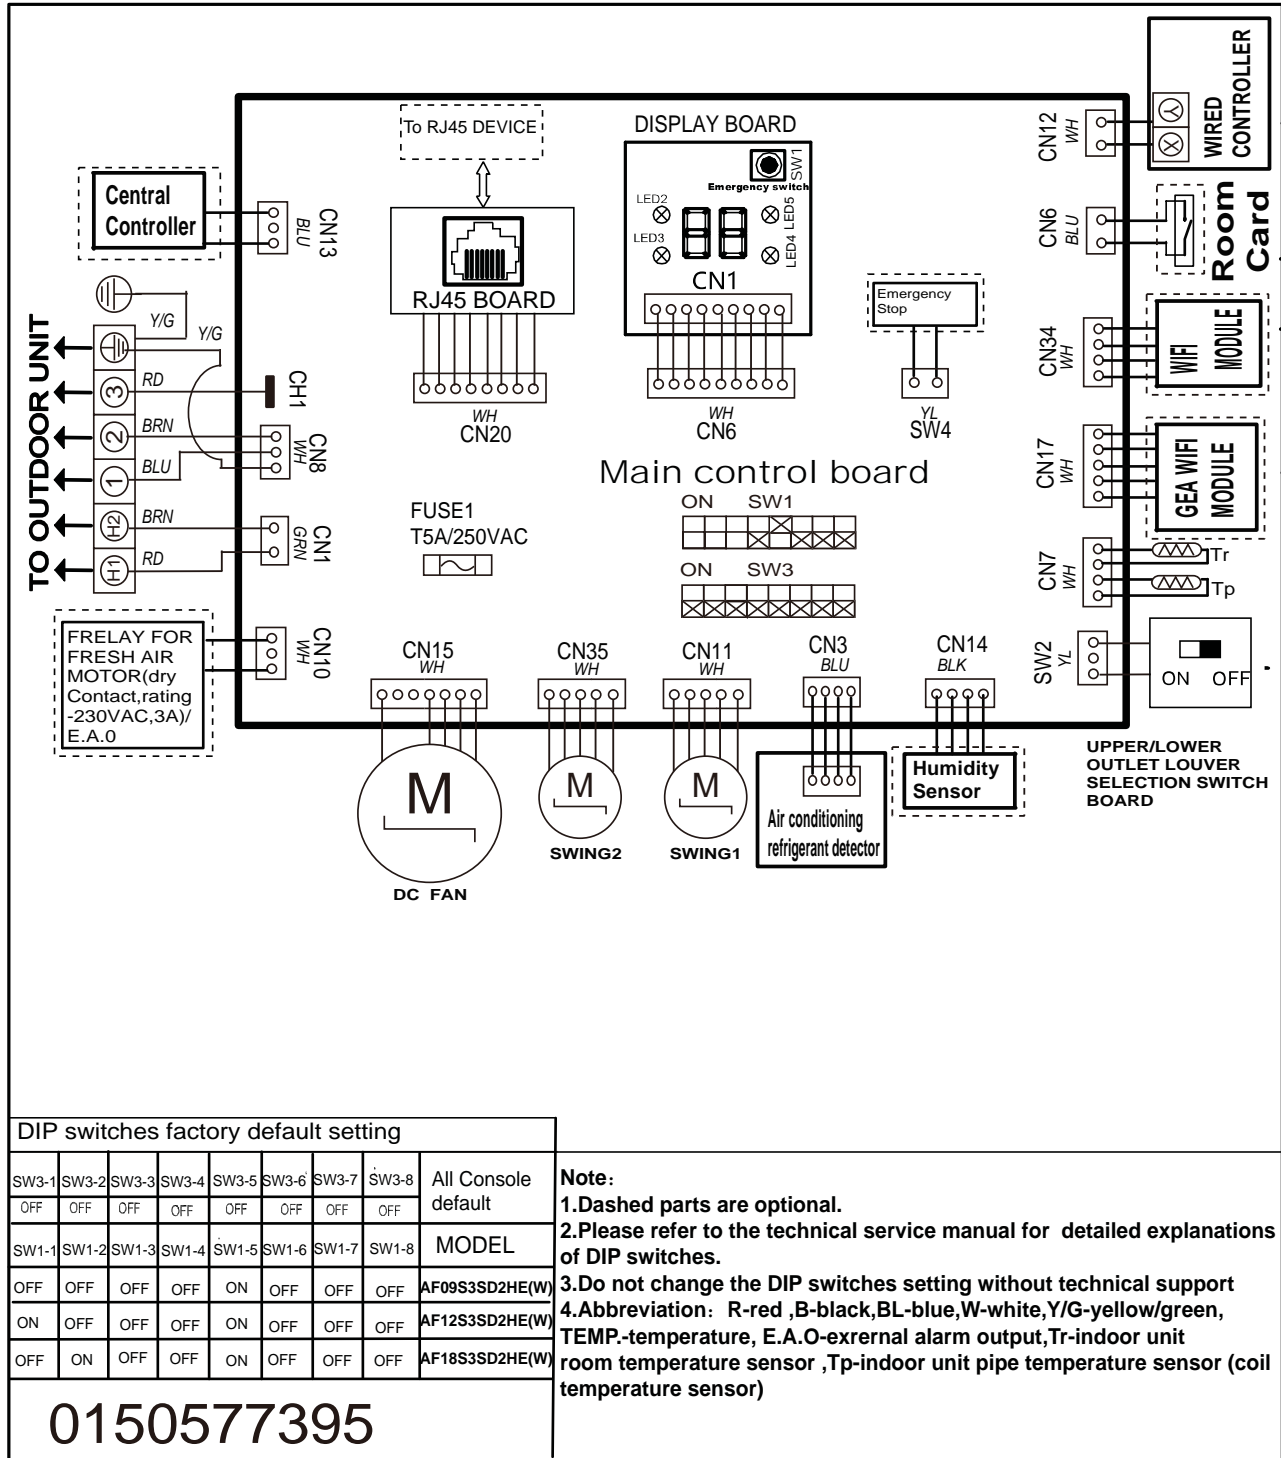 To RJ45 DEVICE
RJ45 BOARD
WH
CN20
DISPLAY BOARD
SW1
Emergency switch
LED2
LED3
LED5
LED4
CN1
WH
CN6
Emergency
Stop
YL
SW4
CN12
WH
Y
X
WIRED
CONTROLLER
CN6
BLU
Room
Card
CN34
WH
WIFI
MODULE
CN17
WH
GEA WIFI
MODULE
CN7
WH
Tr
Tp
SW2
YL
ON OFF
UPPER/LOWER
OUTLET LOUVER
SELECTION SWITCH
BOARD
Central
Controller
CN13
BLU
TO OUTDOOR UNIT
Y/G
Y/G
3
RD
CH1
2
BRN
1
BLU
CN8
WH
H2
BRN
H1
RD
CN1
GRN
FRELAY FOR
FRESH AIR
MOTOR(dry
Contact,rating
-230VAC,3A)/
E.A.0
CN10
WH
Main control board
FUSE1
T5A/250VAC
ON SW1
ON SW3
CN15
WH
M
DC FAN
CN35
WH
M
SWING2
CN11
WH
M
SWING1
CN3
BLU
Air conditioning
refrigerant detector
CN14
BLK
Humidity
Sensor
DIP switches factory default setting
SW3-1 SW3-2 SW3-3 SW3-4 SW3-5 SW3-6 SW3-7 SW3-8 All Console
default
OFF OFF OFF OFF OFF OFF OFF OFF
SW1-1 SW1-2 SW1-3 SW1-4 SW1-5 SW1-6 SW1-7 SW1-8 MODEL
OFF OFF OFF OFF ON OFF OFF OFF AF09S3SD2HE(W)
ON OFF OFF OFF ON OFF OFF OFF AF12S3SD2HE(W)
OFF ON OFF OFF ON OFF OFF OFF AF18S3SD2HE(W)
0150577395
Note：
1.Dashed parts are optional.
2.Please refer to the technical service manual for detailed explanations
of DIP switches.
3.Do not change the DIP switches setting without technical support
4.Abbreviation：R-red ,B-black,BL-blue,W-white,Y/G-yellow/green,
TEMP.-temperature, E.A.O-exrernal alarm output,Tr-indoor unit
room temperature sensor ,Tp-indoor unit pipe temperature sensor (coil
temperature sensor)